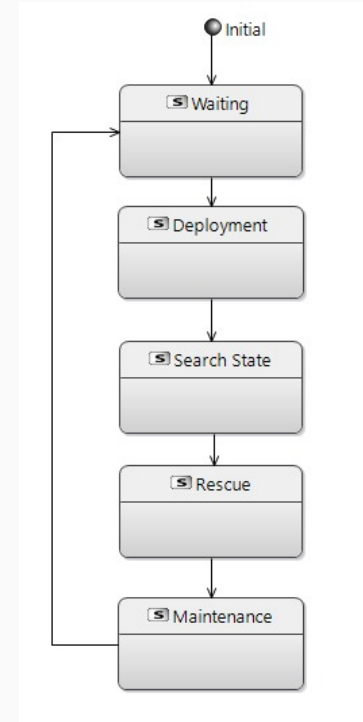 Initial
S Waiting
S Deployment
S Search State
S Rescue
S Maintenance